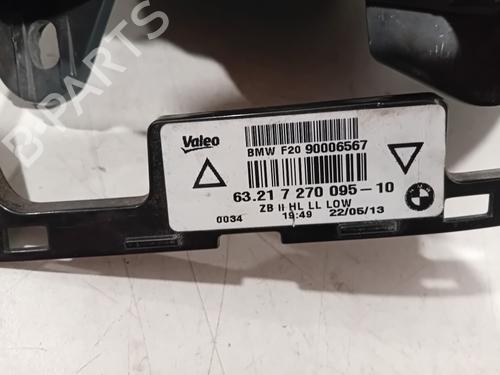 Valeo
BMW F20 90006567
63.21 7 270 095-10
ZB II HL LL LOW
0034 19:49 22/05/13
B-Parts